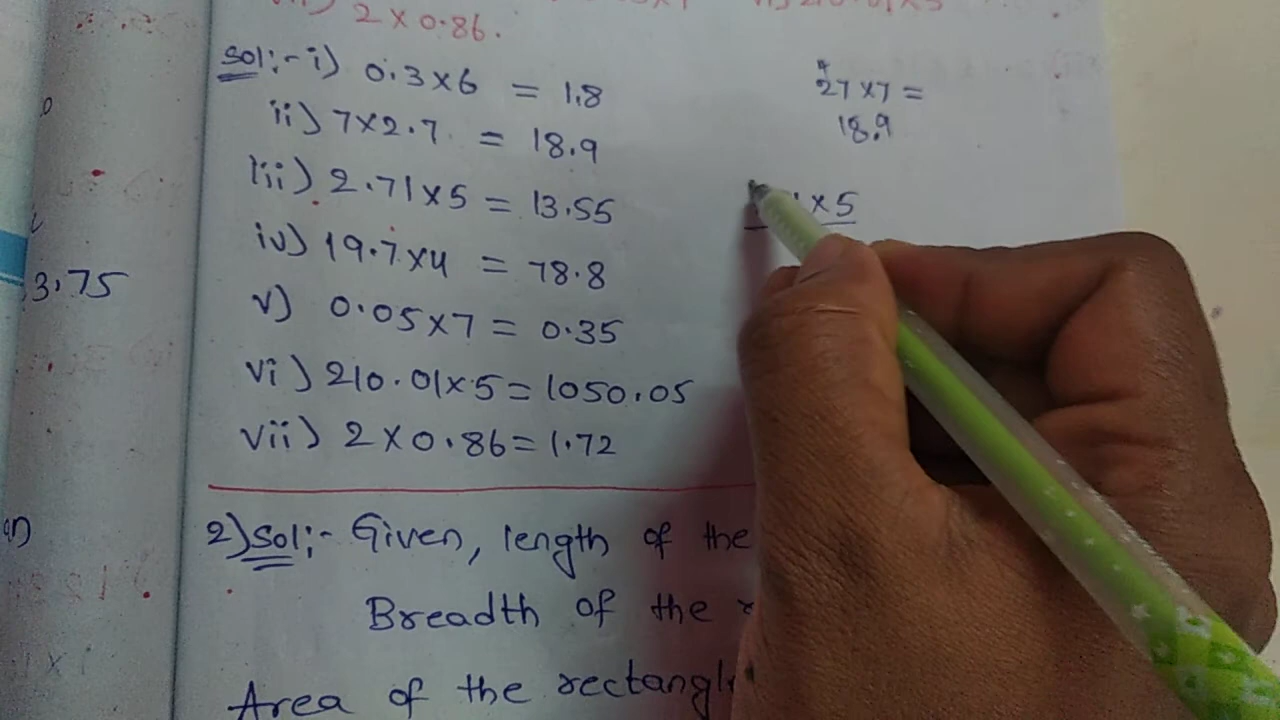 2 × 0.86.
Sol:- i) 0.3×6 = 1.8
ii) 7×2.7 = 18.9
iii) 2.71×5 = 13.55
iv) 19.7×4 = 78.8
v) 0.05×7 = 0.35
vi) 210.01×5 = 1050.05
vii) 2×0.86 = 1.72
4
27×7 =
18.9
×5
3.75
2) Sol:- Given, length of the
Breadth of the
Area of the rectangl